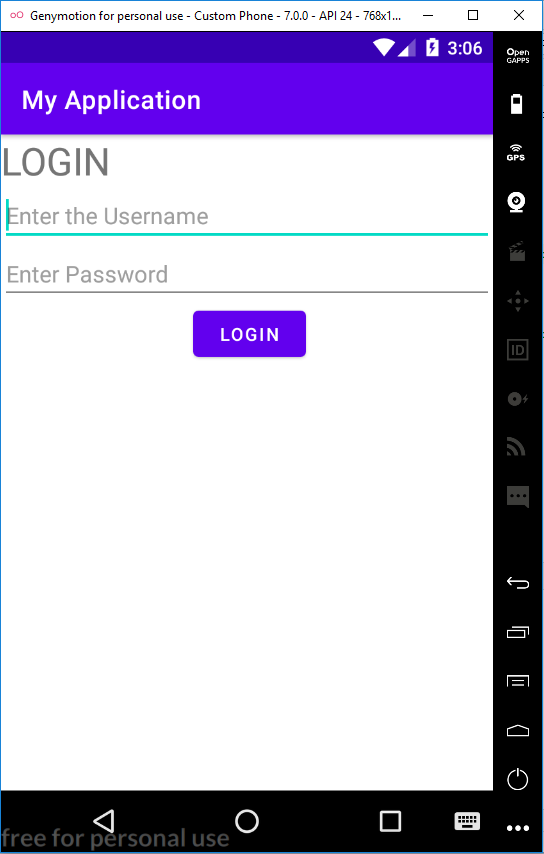 Genymotion for personal use - Custom Phone - 7.0.0 - API 24 - 768x1...
3:06
Open
GAPPS
My Application
GPS
LOGIN
Enter the Username
Enter Password
LOGIN
ID
free for personal use